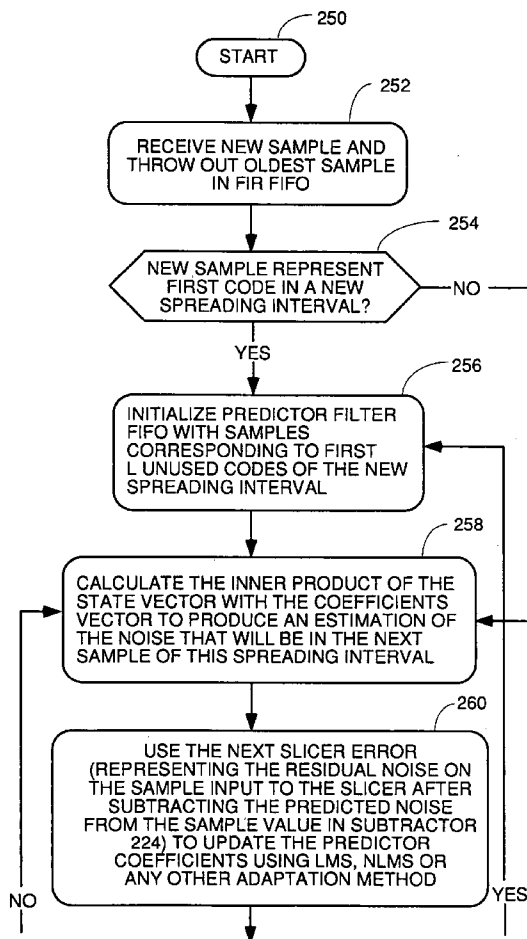 250
START
252
RECEIVE NEW SAMPLE AND
THROW OUT OLDEST SAMPLE
IN FIR FIFO
254
NEW SAMPLE REPRESENT
FIRST CODE IN A NEW
SPREADING INTERVAL?
NO
YES
256
INITIALIZE PREDICTOR FILTER
FIFO WITH SAMPLES
CORRESPONDING TO FIRST
L UNUSED CODES OF THE NEW
SPREADING INTERVAL
258
CALCULATE THE INNER PRODUCT OF THE
STATE VECTOR WITH THE COEFFICIENTS
VECTOR TO PRODUCE AN ESTIMATION OF
THE NOISE THAT WILL BE IN THE NEXT
SAMPLE OF THIS SPREADING INTERVAL
260
USE THE NEXT SLICER ERROR
(REPRESENTING THE RESIDUAL NOISE ON
THE SAMPLE INPUT TO THE SLICER AFTER
SUBTRACTING THE PREDICTED NOISE
FROM THE SAMPLE VALUE IN SUBTRACTOR
224) TO UPDATE THE PREDICTOR
COEFFICIENTS USING LMS, NLMS OR
ANY OTHER ADAPTATION METHOD
NO
YES